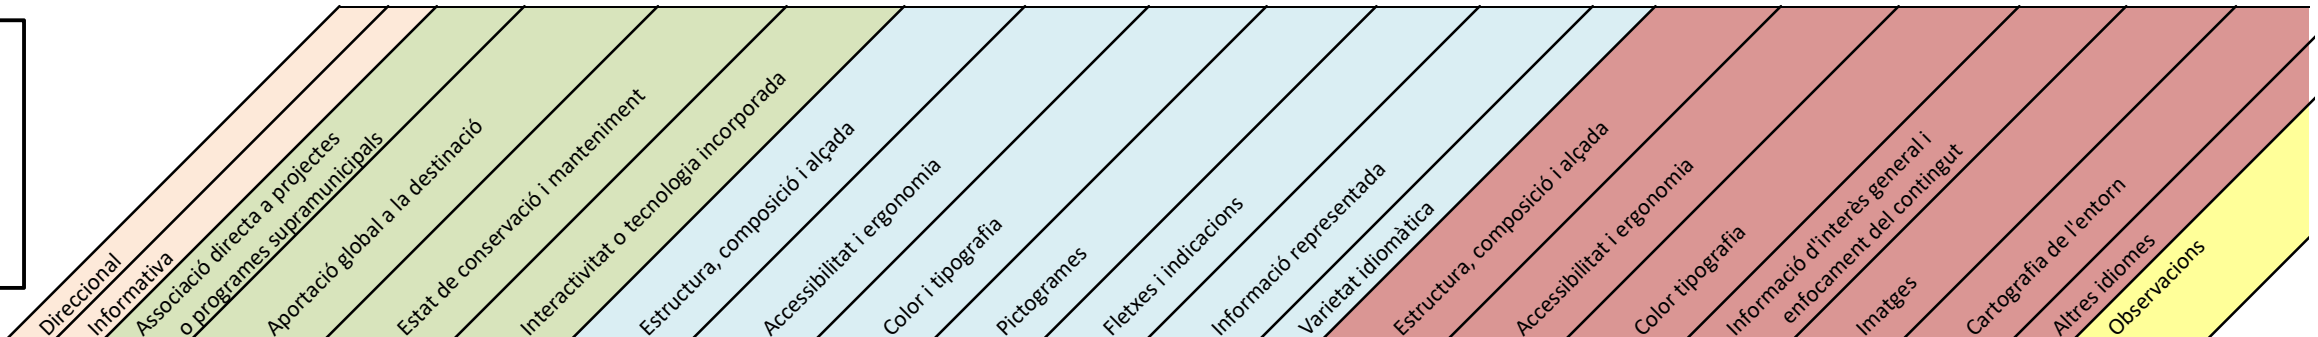 Direccional
Informativa
Associació directa a projectes
o programes supramunicipals
Aportació global a la destinació
Estat de conservació i manteniment
Interactivitat o tecnologia incorporada
Estructura, composició i alçada
Accessibilitat i ergonomia
Color i tipografia
Pictogrames
Fletxes i indicacions
Informació representada
Varietat idiomàtica
Estructura, composició i alçada
Accessibilitat i ergonomia
Color tipografia
Informació d'interès general i
enfocament del contingut
Imatges
Cartografia de l'entorn
Altres idiomes
Observacions